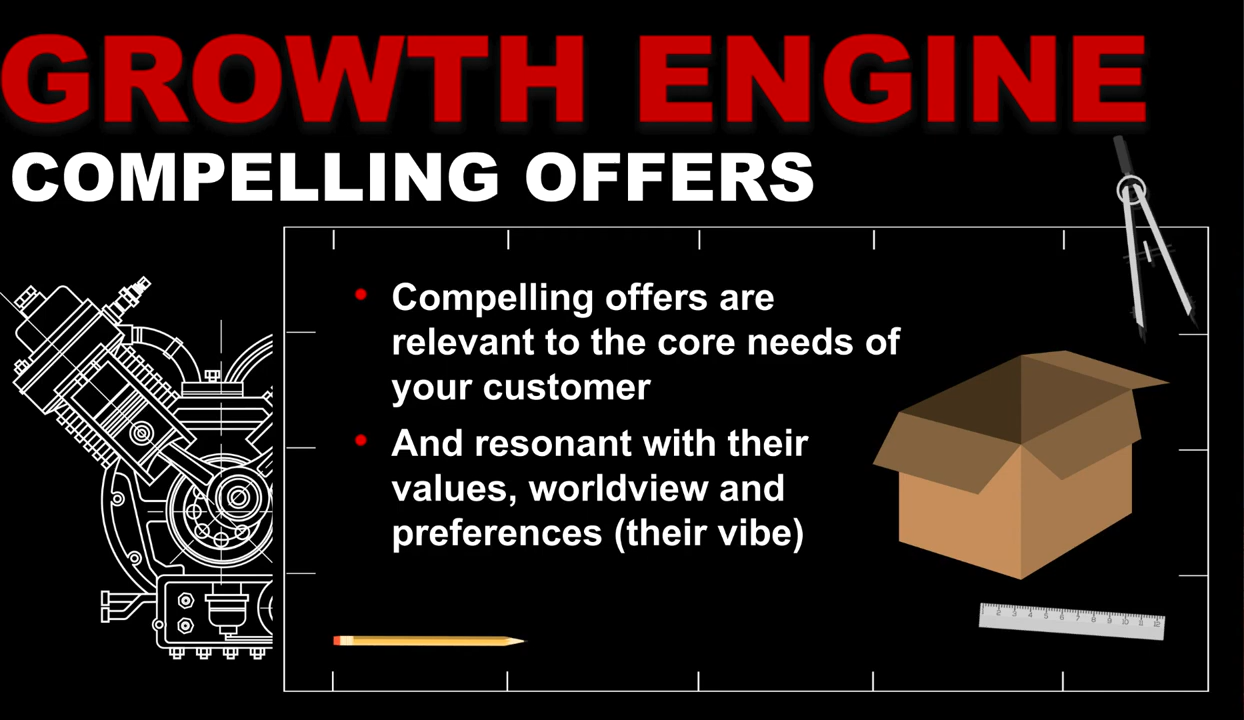 GROWTH ENGINE
COMPELLING OFFERS
• Compelling offers are
relevant to the core needs of
your customer
• And resonant with their
values, worldview and
preferences (their vibe)